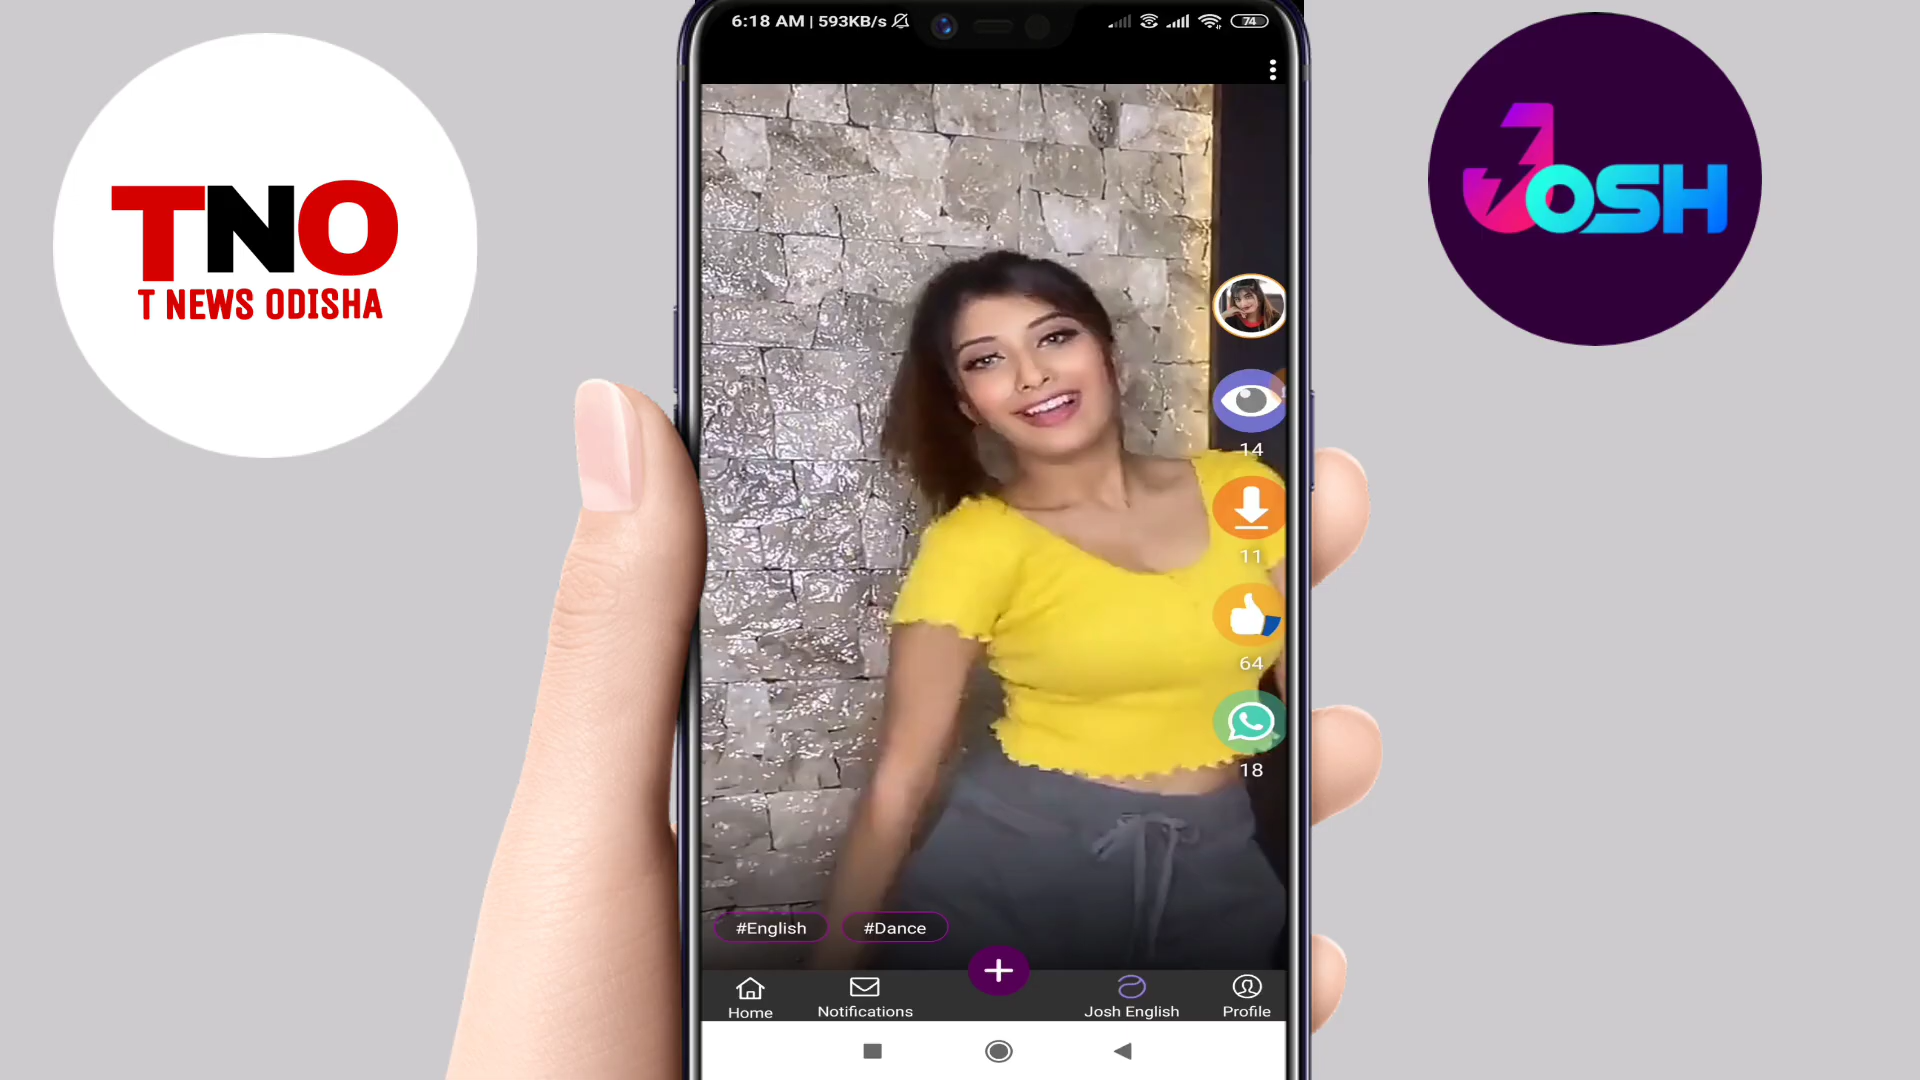 6:18 AM | 593KB/s
74
TNO
T NEWS ODISHA
JOSH
14
11
64
18
#English #Dance
Home
Notifications
Josh English
Profile